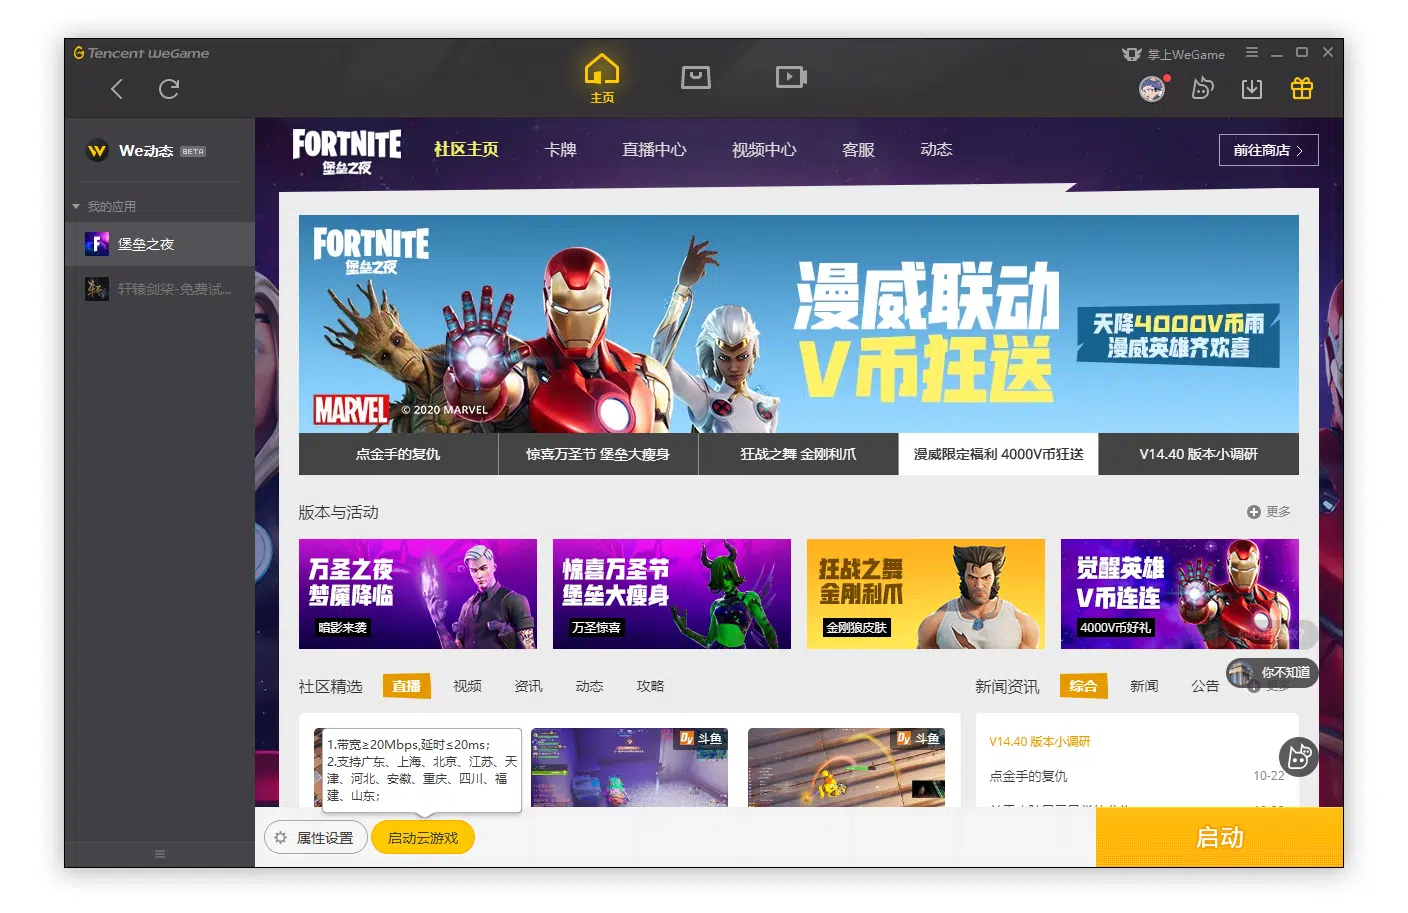 Tencent WeGame
掌上WeGame
主页
We动态 BETA
我的应用
堡垒之夜
轩辕剑柒-免费试...
FORTNITE
堡垒之夜
社区主页
卡牌
直播中心
视频中心
客服
动态
前往商店
FORTNITE
堡垒之夜
漫威联动
V币狂送
天降4000V币雨
漫威英雄齐欢喜
MARVEL © 2020 MARVEL
点金手的复仇
惊喜万圣节 堡垒大瘦身
狂战之舞 金刚利爪
漫威限定福利 4000V币狂送
V14.40 版本小调研
版本与活动
更多
万圣之夜
梦魇降临
暗影来袭
惊喜万圣节
堡垒大瘦身
万圣惊喜
狂战之舞
金刚利爪
金刚狼皮肤
觉醒英雄
V币连连
4000V币好礼
你不知道
社区精选
直播
视频
资讯
动态
攻略
新闻资讯
综合
新闻
公告
更多
1.带宽≥20Mbps,延时≤20ms；
2.支持广东、上海、北京、江苏、天
津、河北、安徽、重庆、四川、福
建、山东；
斗鱼
斗鱼
V14.40 版本小调研
点金手的复仇
10-22
属性设置
启动云游戏
启动